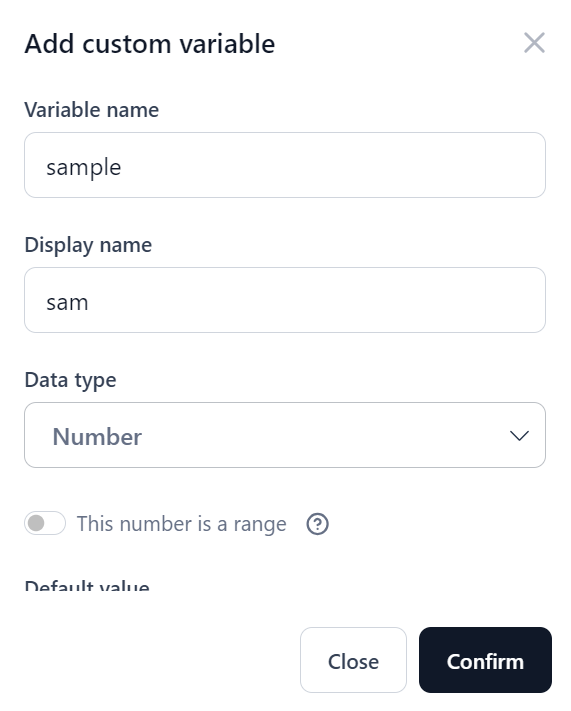 Add custom variable
Variable name
sample
Display name
sam
Data type
Number
This number is a range
Default value
Close
Confirm